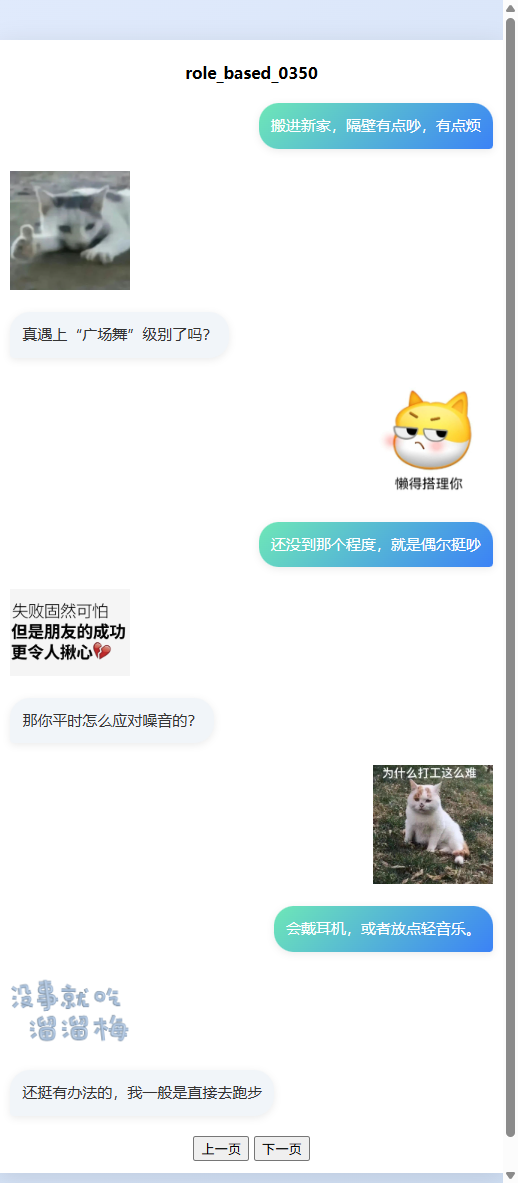 role_based_0350
搬进新家，隔壁有点吵，有点烦
真遇上“广场舞”级别了吗？
懒得搭理你
还没到那个程度，就是偶尔挺吵
失败固然可怕
但是朋友的成功
更令人揪心💔
那你平时怎么应对噪音的？
为什么打工这么难
会戴耳机，或者放点轻音乐。
没事就吃
溜溜梅
还挺有办法的，我一般是直接去跑步
上一页 下一页